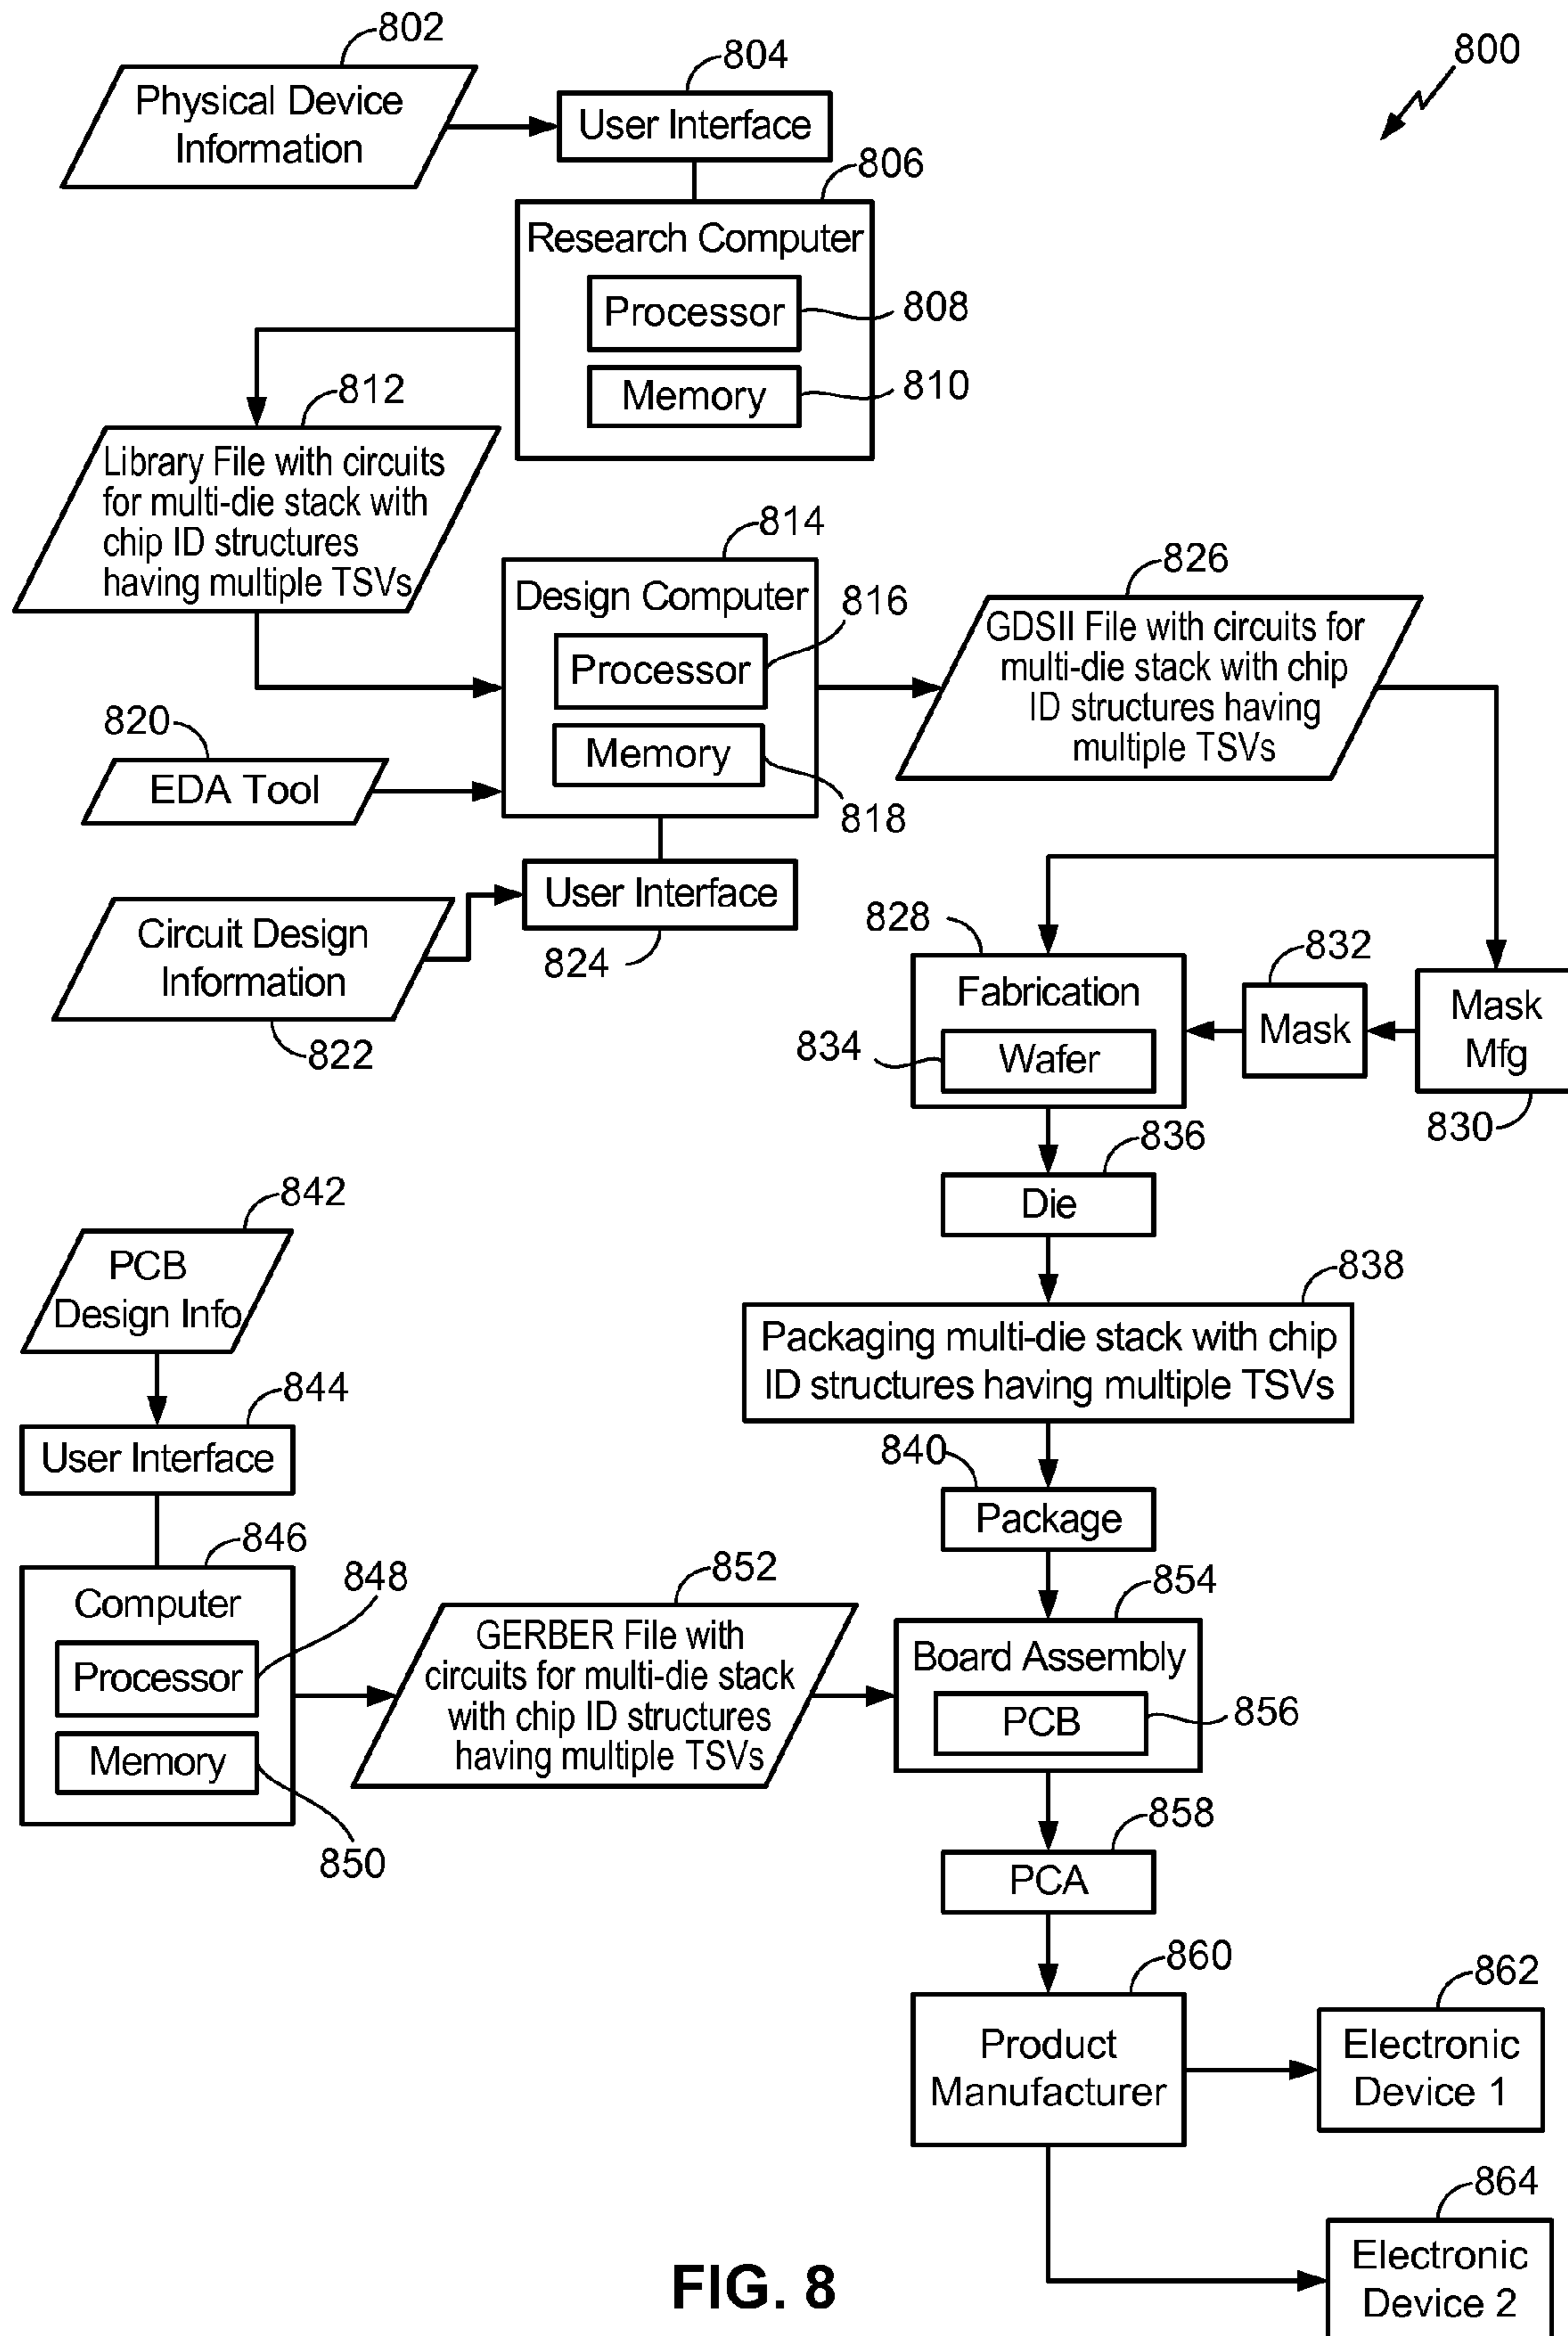 802
Physical Device
Information
804
User Interface
800
806
Research Computer
Processor
808
Memory
810
812
Library File with circuits
for multi-die stack with
chip ID structures
having multiple TSVs
814
Design Computer
816
Processor
Memory
818
820
EDA Tool
User Interface
824
Circuit Design
Information
822
826
GDSII File with circuits for
multi-die stack with chip
ID structures having
multiple TSVs
828
Fabrication
834
Wafer
832
Mask
Mask
Mfg
830
836
Die
838
Packaging multi-die stack with chip
ID structures having multiple TSVs
840
Package
842
PCB
Design Info
844
User Interface
846
Computer
848
Processor
Memory
850
852
GERBER File with
circuits for multi-die stack
with chip ID structures
having multiple TSVs
854
Board Assembly
PCB
856
858
PCA
860
Product
Manufacturer
862
Electronic
Device 1
864
Electronic
Device 2
FIG. 8